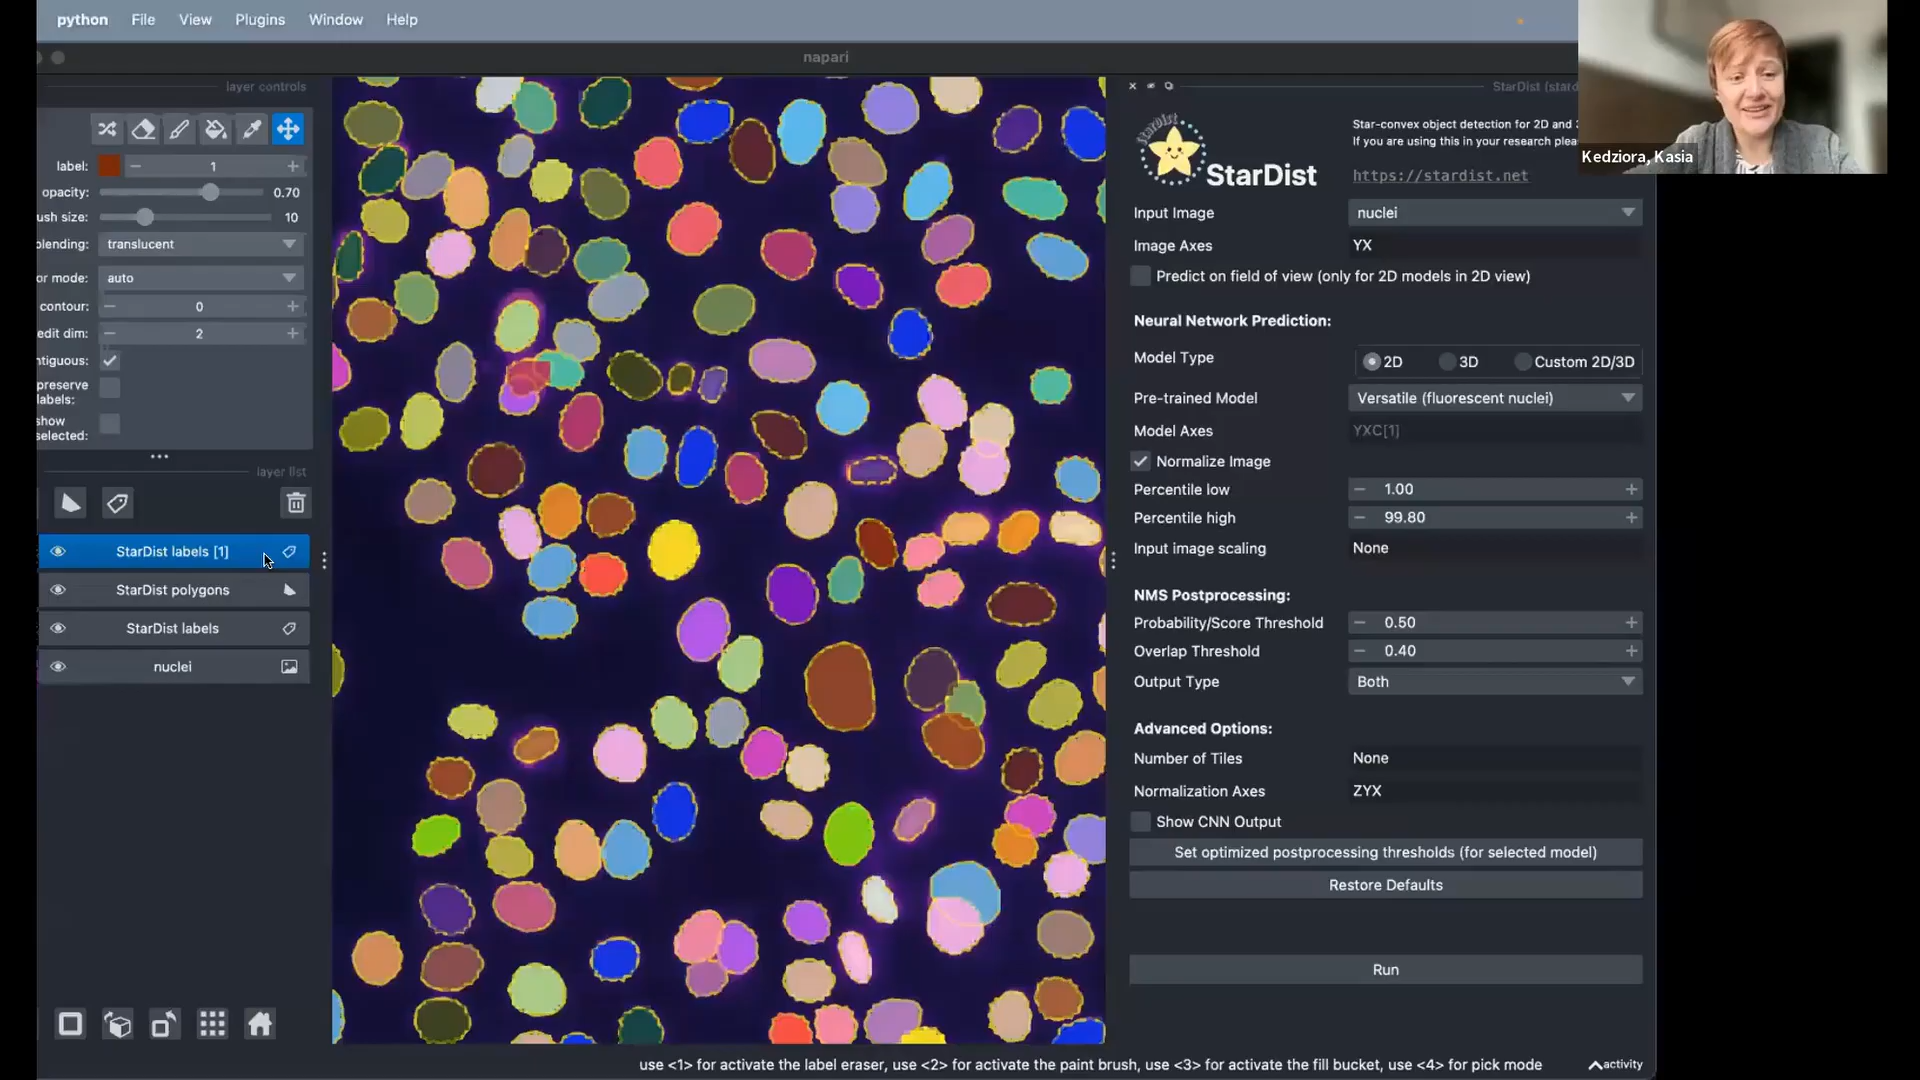 python File View Plugins Window Help
napari
layer controls
label: 1
opacity: 0.70
ush size: 10
blending: translucent
or mode: auto
contour: 0
edit dim: 2
ntiguous:
preserve
labels:
show
selected:
layer list
StarDist labels [1]
StarDist polygons
StarDist labels
nuclei
StarDist (stard
StarDist
StarDist
Star-convex object detection for 2D and 3
If you are using this in your research plea
https://stardist.net
Kedziora, Kasia
Input Image nuclei
Image Axes YX
Predict on field of view (only for 2D models in 2D view)
Neural Network Prediction:
Model Type 2D 3D Custom 2D/3D
Pre-trained Model Versatile (fluorescent nuclei)
Model Axes YXC[1]
Normalize Image
Percentile low 1.00
Percentile high 99.80
Input image scaling None
NMS Postprocessing:
Probability/Score Threshold 0.50
Overlap Threshold 0.40
Output Type Both
Advanced Options:
Number of Tiles None
Normalization Axes ZYX
Show CNN Output
Set optimized postprocessing thresholds (for selected model)
Restore Defaults
Run
use <1> for activate the label eraser, use <2> for activate the paint brush, use <3> for activate the fill bucket, use <4> for pick mode
activity